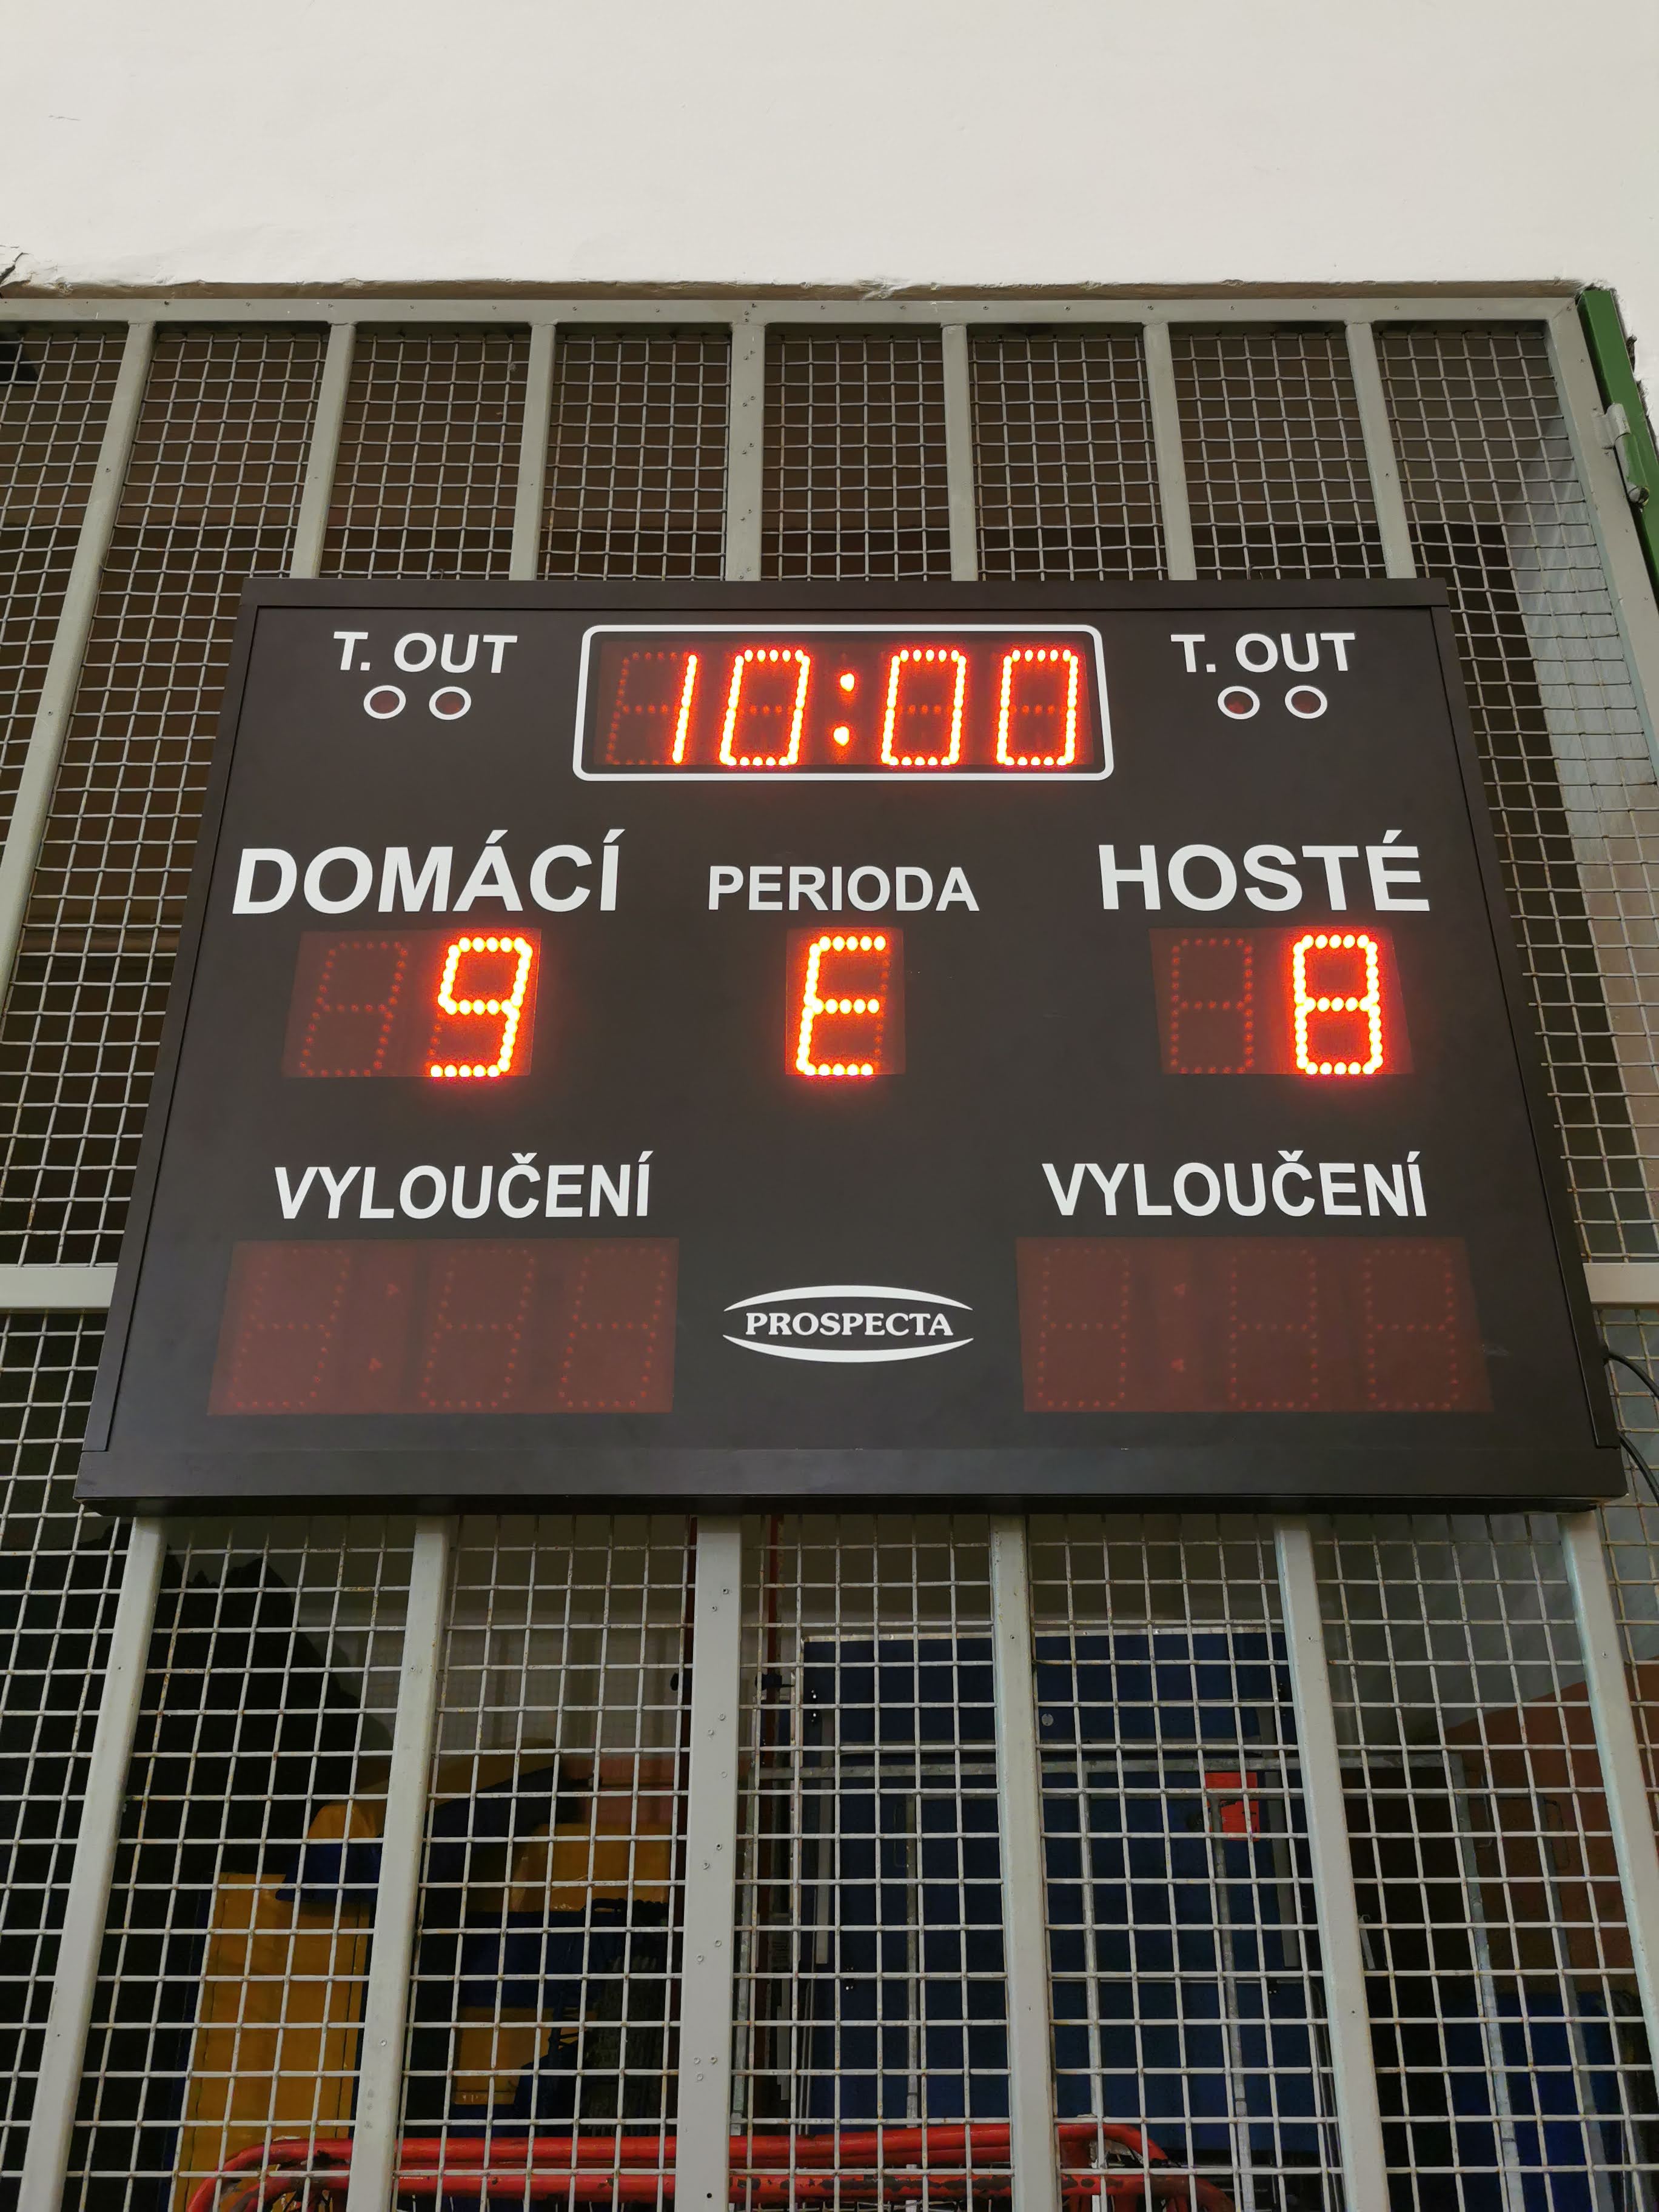 T. OUT 10:00 T. OUT
DOMÁCÍ PERIODA HOSTÉ
9 E 8
VYLOUČENÍ VYLOUČENÍ
PROSPECTA